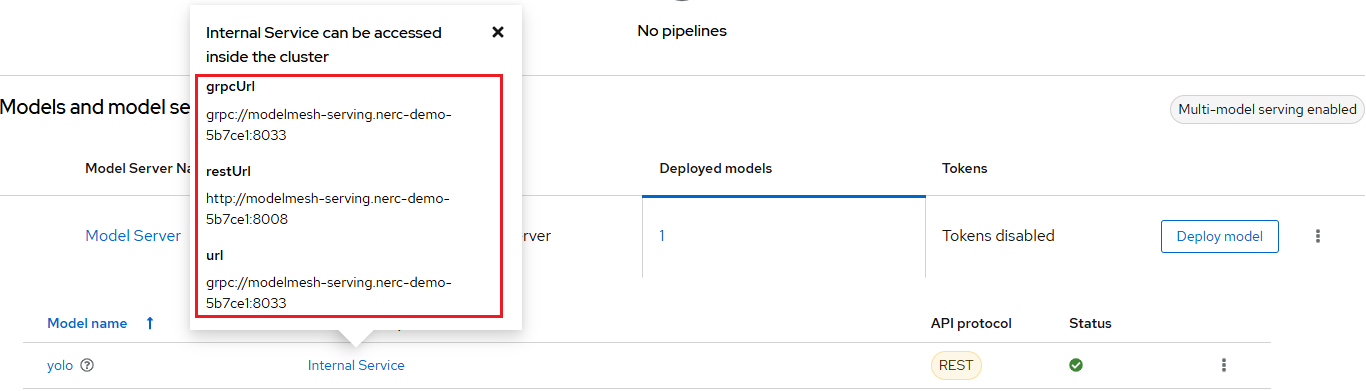 No pipelines
Internal Service can be accessed
inside the cluster
grpcUrl
grpc://modelmesh-serving.nerc-demo-
5b7ce1:8033
restUrl
http://modelmesh-serving.nerc-demo-
5b7ce1:8008
url
grpc://modelmesh-serving.nerc-demo-
5b7ce1:8033
Models and model se
Multi-model serving enabled
Model Server Na Deployed models Tokens
Model Server erver 1 Tokens disabled Deploy model
Model name API protocol Status
yolo Internal Service REST